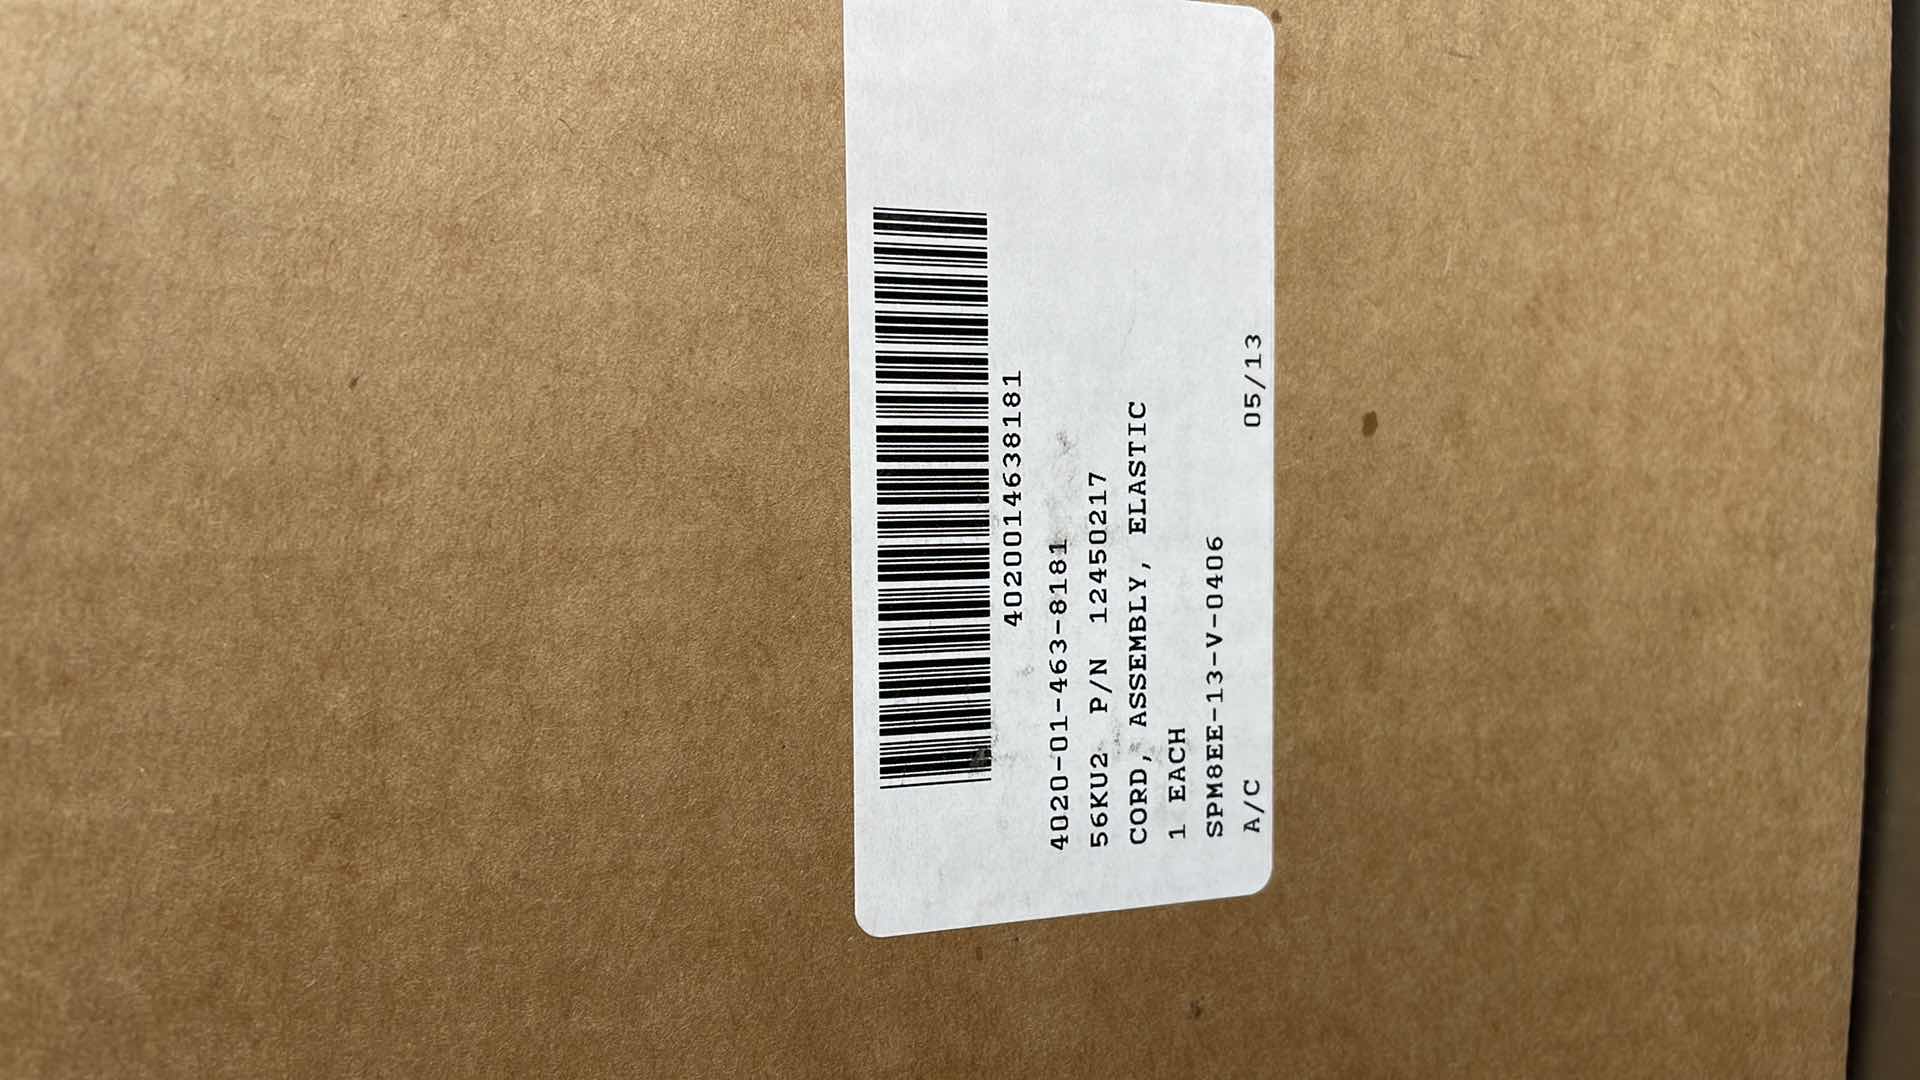 4020014638181
4020-01-463-8181
56KU2 P/N 12450217
CORD, ASSEMBLY, ELASTIC
1 EACH
SPM8EE-13-V-0406
A/C 05/13